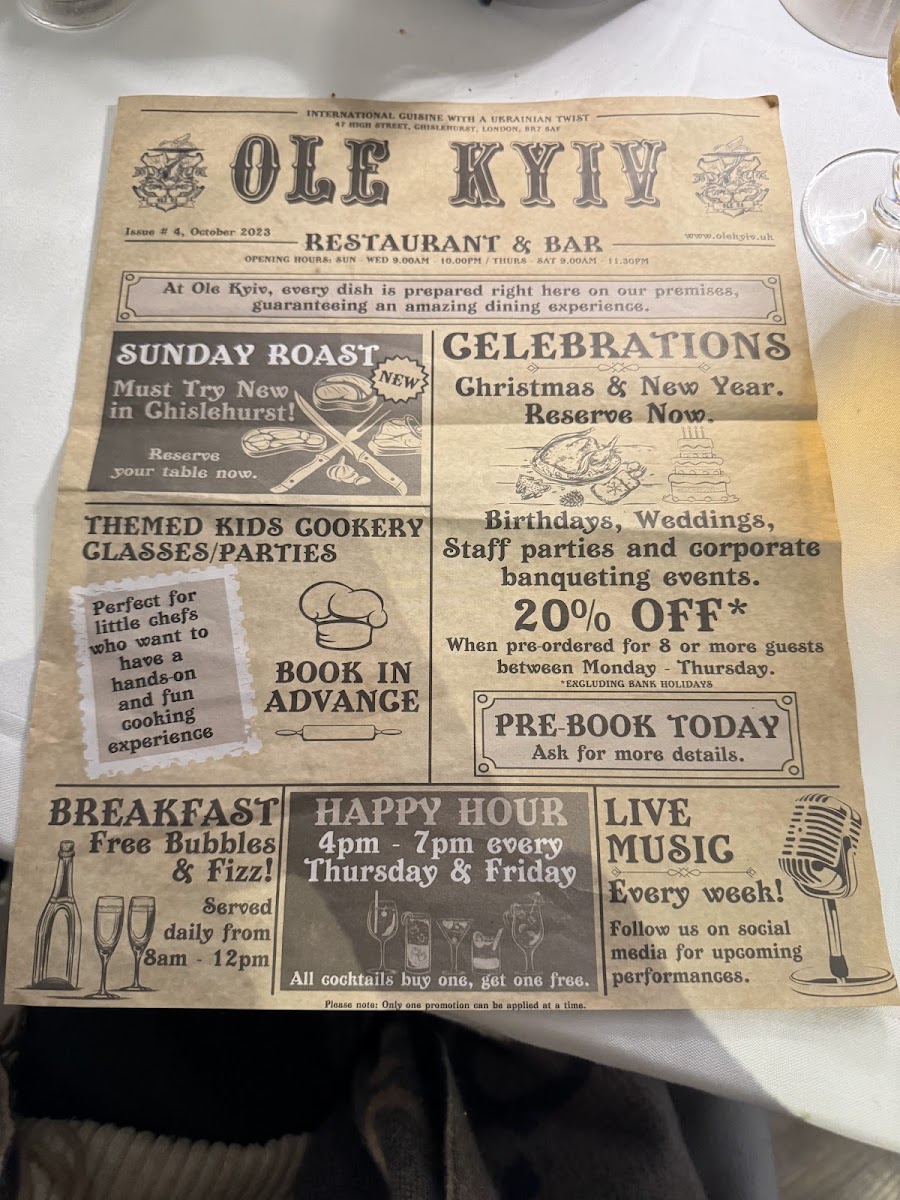 INTERNATIONAL CUISINE WITH A UKRAINIAN TWIST
47 HIGH STREET, CHISLEHURST, LONDON, BR7 5AF
OLE KYIV
Issue # 4, October 2023
www.olekyiv.uk
RESTAURANT & BAR
OPENING HOURS: SUN - WED 9.00AM - 10.00PM / THURS - SAT 9.00AM - 11.30PM
At Ole Kyiv, every dish is prepared right here on our premises,
guaranteeing an amazing dining experience.
SUNDAY ROAST
NEW
Must Try New
in Chislehurst!
Reserve
your table now.
THEMED KIDS COOKERY
CLASSES/PARTIES
Perfect for
little chefs
who want to
have a
hands-on
and fun
cooking
experience
BOOK IN
ADVANCE
CELEBRATIONS
Christmas & New Year.
Reserve Now.
Birthdays, Weddings,
Staff parties and corporate
banqueting events.
20% OFF*
When pre-ordered for 8 or more guests
between Monday - Thursday.
*EXCLUDING BANK HOLIDAYS
PRE-BOOK TODAY
Ask for more details.
BREAKFAST
Free Bubbles
& Fizz!
Served
daily from
8am - 12pm
HAPPY HOUR
4pm - 7pm every
Thursday & Friday
All cocktails buy one, get one free.
LIVE
MUSIC
Every week!
Follow us on social
media for upcoming
performances.
Please note: Only one promotion can be applied at a time.